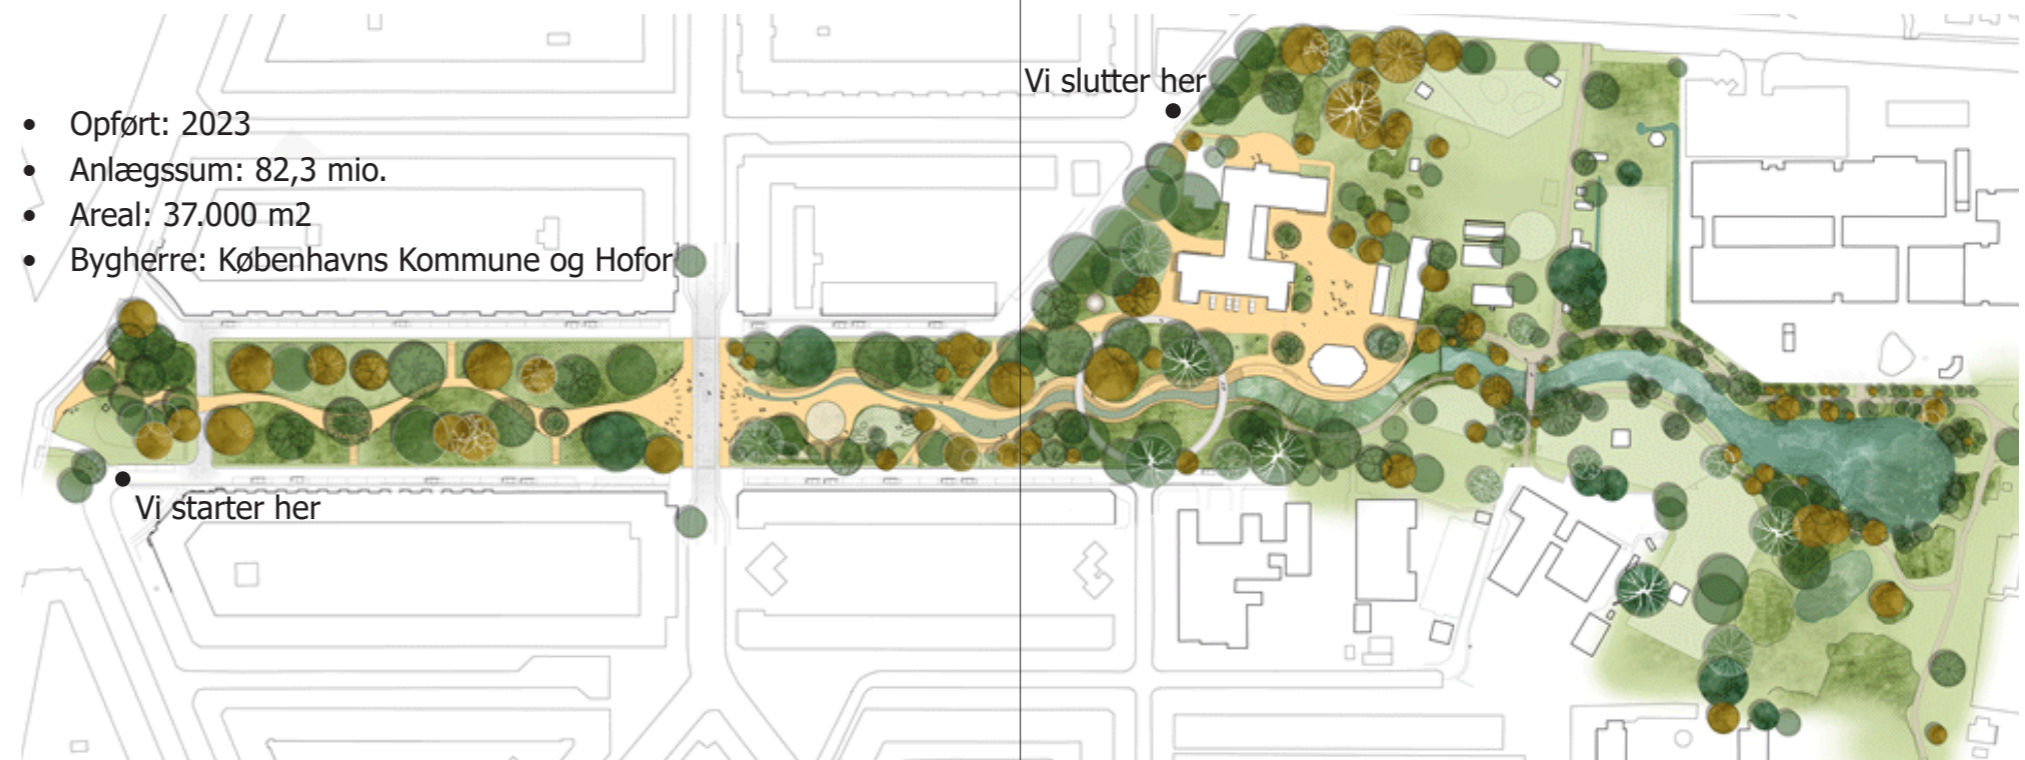 Vi slutter her
• Opført: 2023
• Anlægssum: 82,3 mio.
• Areal: 37.000 m2
• Bygherre: Københavns Kommune og Hofor
Vi starter her